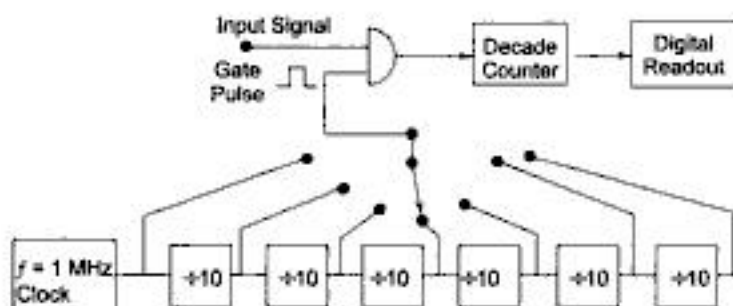 Input Signal
Gate
Pulse
Decade
Counter
Digital
Readout
f = 1 MHz
Clock
÷10
÷10
÷10
÷10
÷10
÷10